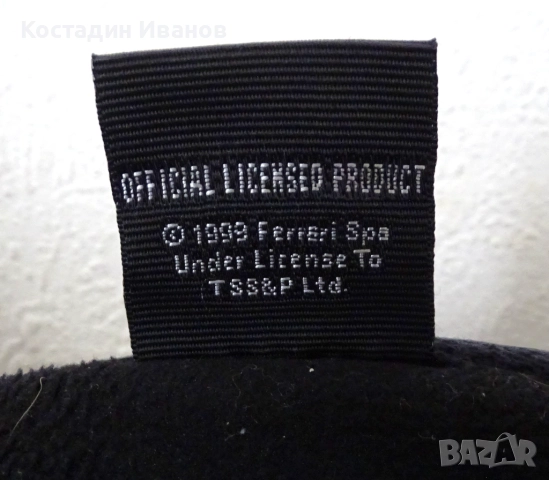 Костадин Иванов
OFFICIAL LICENSED PRODUCT
© 1999 Ferrari Spa
Under License To
TSS&P Ltd.
BAZAR